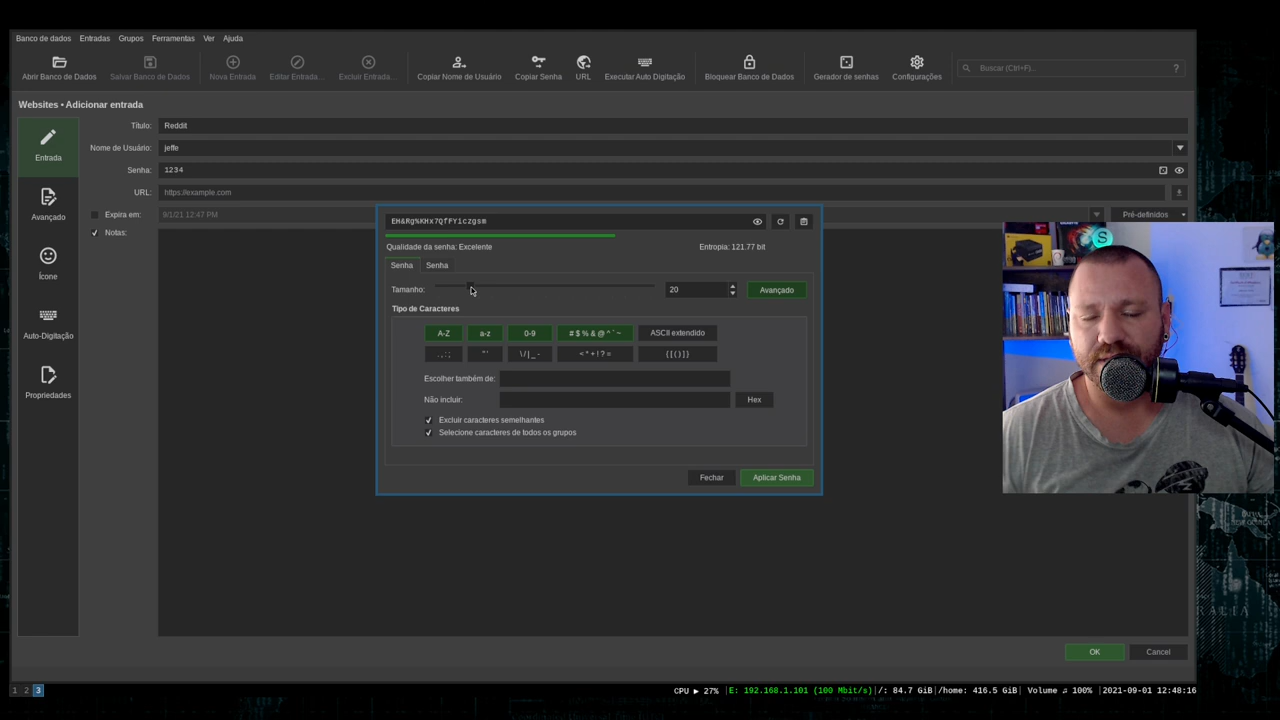 Banco de dados Entradas Grupos Ferramentas Ver Ajuda
Abrir Banco de Dados Salvar Banco de Dados Nova Entrada Editar Entrada... Excluir Entrada... Copiar Nome de Usuário Copiar Senha URL Executar Auto Digitação Bloquear Banco de Dados Gerador de senhas Configurações Buscar (Ctrl+F)... ?
Websites • Adicionar entrada
Entrada
Avançado
Ícone
Auto-Digitação
Propriedades
Título: Reddit
Nome de Usuário: jeffe
Senha: 1234
URL: https://example.com
Expira em: 9/1/21 12:47 PM Pré-definidos
Notas:
EH&Rg%KHx7QfFYiczgsm
Qualidade da senha: Excelente Entropia: 121.77 bit
Senha Senha
Tamanho: 20 Avançado
Tipo de Caracteres
A-Z a-z 0-9 # $ % & @ ^ ` ~ ASCII extendido
. , : ; " ' \ / | _ - < * + ! ? = { [ ( ) ] }
Escolher também de:
Não incluir: Hex
Excluir caracteres semelhantes
Selecione caracteres de todos os grupos
Fechar Aplicar Senha
S
OK Cancel
1 2 3 CPU ▶ 27% |E: 192.168.1.101 (100 Mbit/s)|/: 84.7 GiB|/home: 416.5 GiB| Volume ♫ 100% |2021-09-01 12:48:16